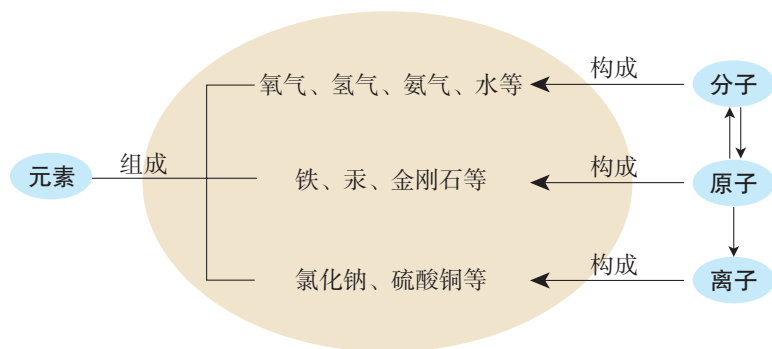 氧气、氢气、氨气、水等
构成
分子
元素
组成
铁、汞、金刚石等
构成
原子
氯化钠、硫酸铜等
构成
离子